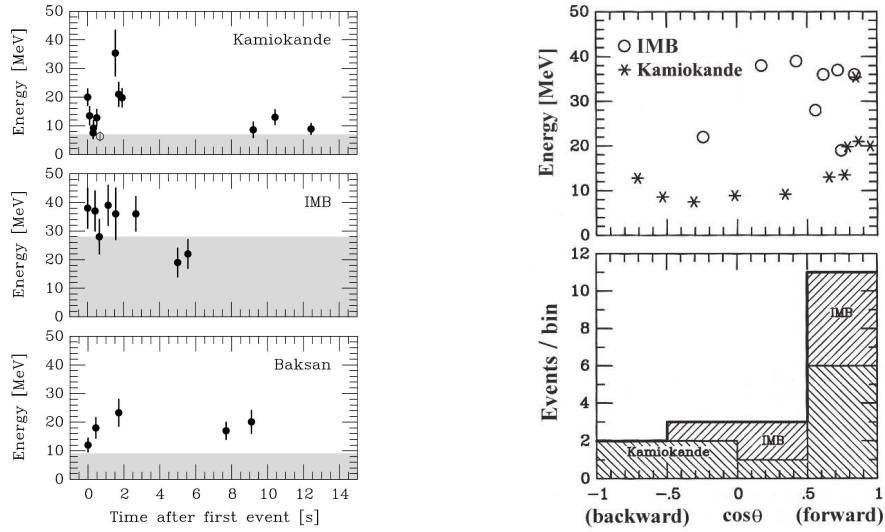 50
40
30
20
10
0
Energy [MeV]
Kamiokande
50
40
30
20
10
0
Energy [MeV]
IMB
50
40
30
20
10
0
Energy [MeV]
Baksan
0 2 4 6 8 10 12 14
Time after first event [s]
50
40
30
20
10
0
Energy [MeV]
IMB
Kamiokande
12
10
8
6
4
2
0
Events / bin
IMB
IMB
Kamiokande
-1 -.5 0 .5 1
(backward) cosθ (forward)